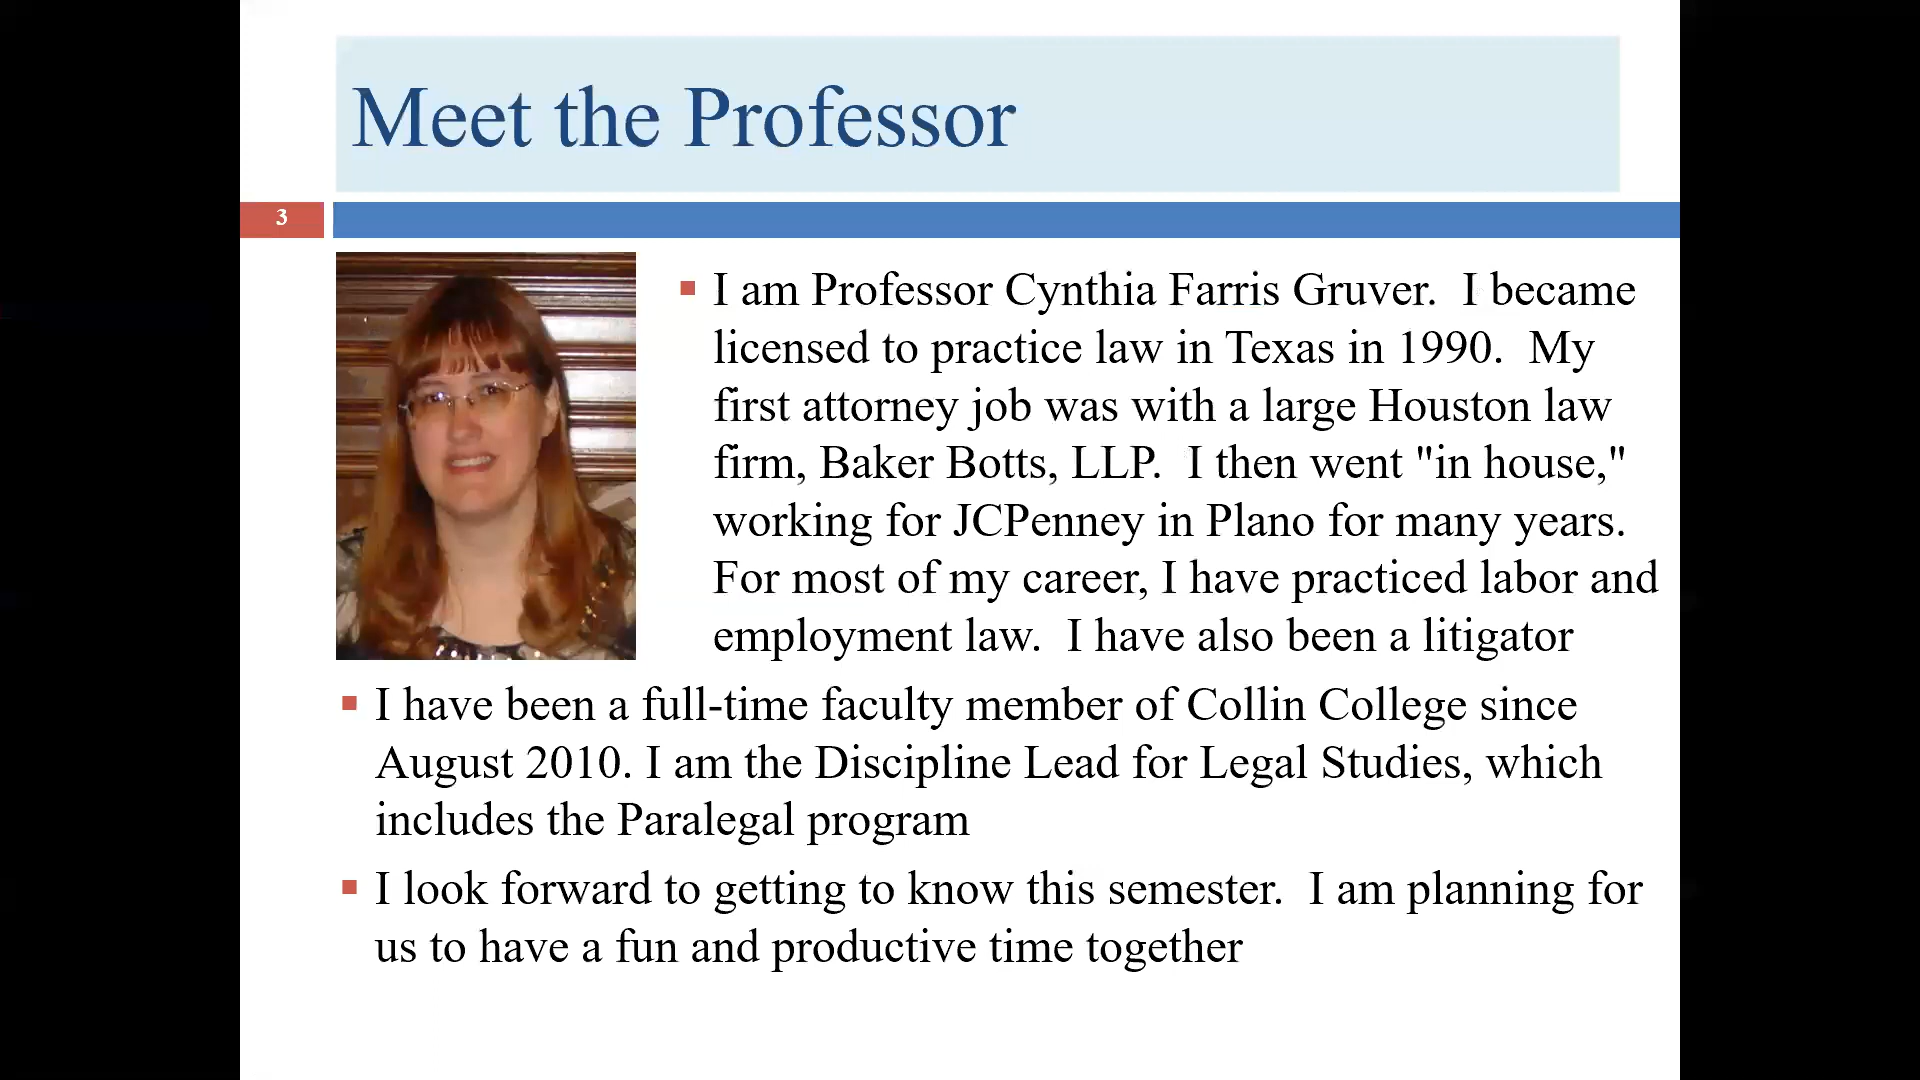 Meet the Professor
3
I am Professor Cynthia Farris Gruver.  I became
licensed to practice law in Texas in 1990.  My
first attorney job was with a large Houston law
firm, Baker Botts, LLP.  I then went "in house,"
working for JCPenney in Plano for many years.
For most of my career, I have practiced labor and
employment law.  I have also been a litigator
I have been a full-time faculty member of Collin College since
August 2010. I am the Discipline Lead for Legal Studies, which
includes the Paralegal program
I look forward to getting to know this semester.  I am planning for
us to have a fun and productive time together